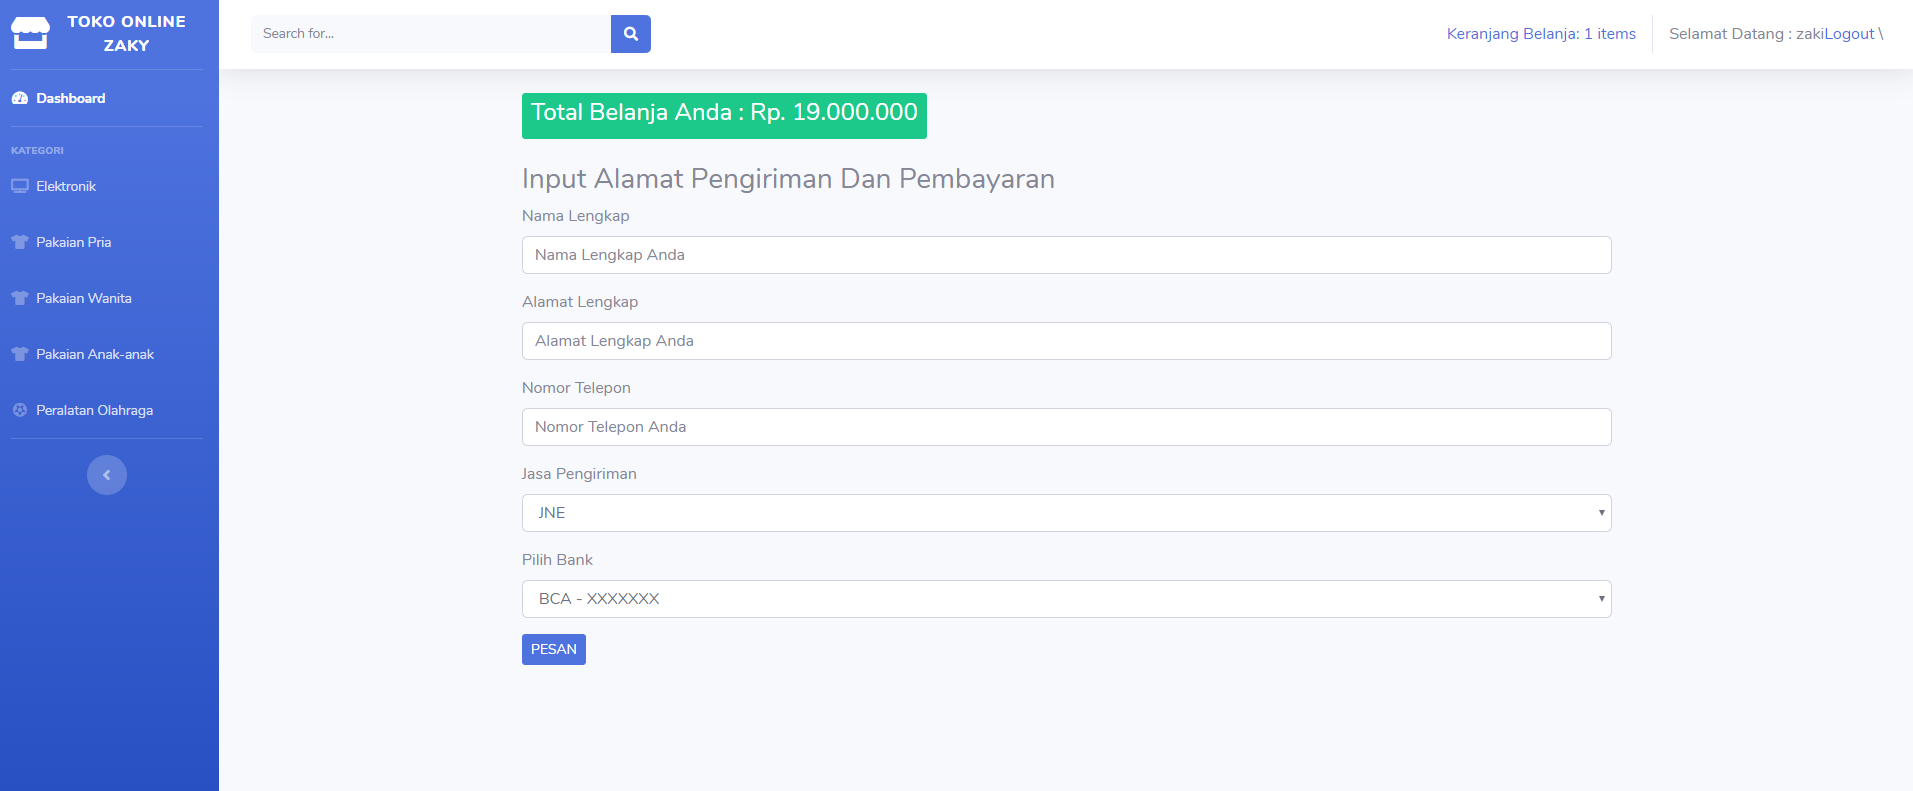 TOKO ONLINE
ZAKY
Dashboard
KATEGORI
Elektronik
Pakaian Pria
Pakaian Wanita
Pakaian Anak-anak
Peralatan Olahraga
Search for...
Keranjang Belanja: 1 items
Selamat Datang : zakiLogout \
Total Belanja Anda : Rp. 19.000.000
Input Alamat Pengiriman Dan Pembayaran
Nama Lengkap
Nama Lengkap Anda
Alamat Lengkap
Alamat Lengkap Anda
Nomor Telepon
Nomor Telepon Anda
Jasa Pengiriman
JNE
Pilih Bank
BCA - XXXXXXX
PESAN